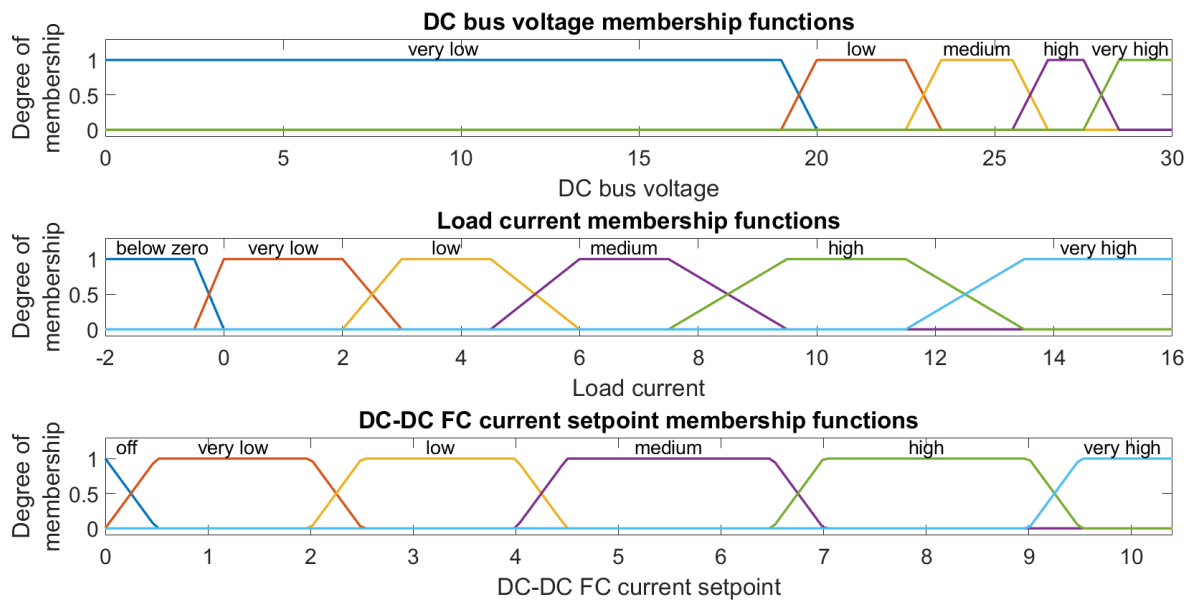 DC bus voltage membership functions
very low low medium high very high
Degree of
membership
1
0.5
0
0 5 10 15 20 25 30
DC bus voltage
Load current membership functions
below zero very low low medium high very high
Degree of
membership
1
0.5
0
-2 0 2 4 6 8 10 12 14 16
Load current
DC-DC FC current setpoint membership functions
off very low low medium high very high
Degree of
membership
1
0.5
0
0 1 2 3 4 5 6 7 8 9 10
DC-DC FC current setpoint